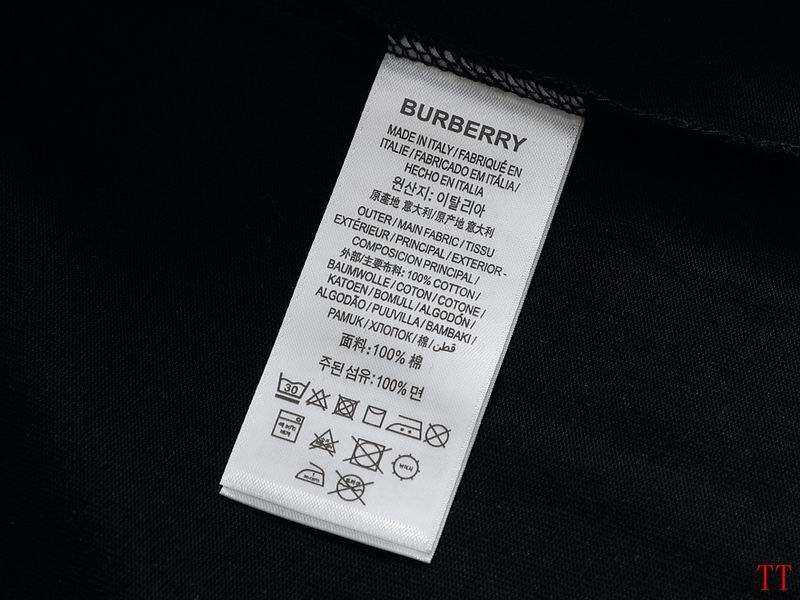 BURBERRY
MADE IN ITALY / FABRIQUÉ EN
ITALIE / FABRICADO EM ITÁLIA /
HECHO EN ITALIA
원산지: 이탈리아
原產地 意大利/原产地 意大利
OUTER / MAIN FABRIC / TISSU
EXTÉRIEUR / PRINCIPAL / EXTERIOR -
COMPOSICION PRINCIPAL /
外部/主要布料: 100% COTTON /
BAUMWOLLE / COTON / COTONE /
KATOEN / BOMULL / ALGODÓN /
ALGODÃO / PUUVILLA / BAMBAKI /
PAMUK / ХЛОПОК / 棉 / قطن
面料: 100% 棉
주된 섬유: 100% 면
30
TT